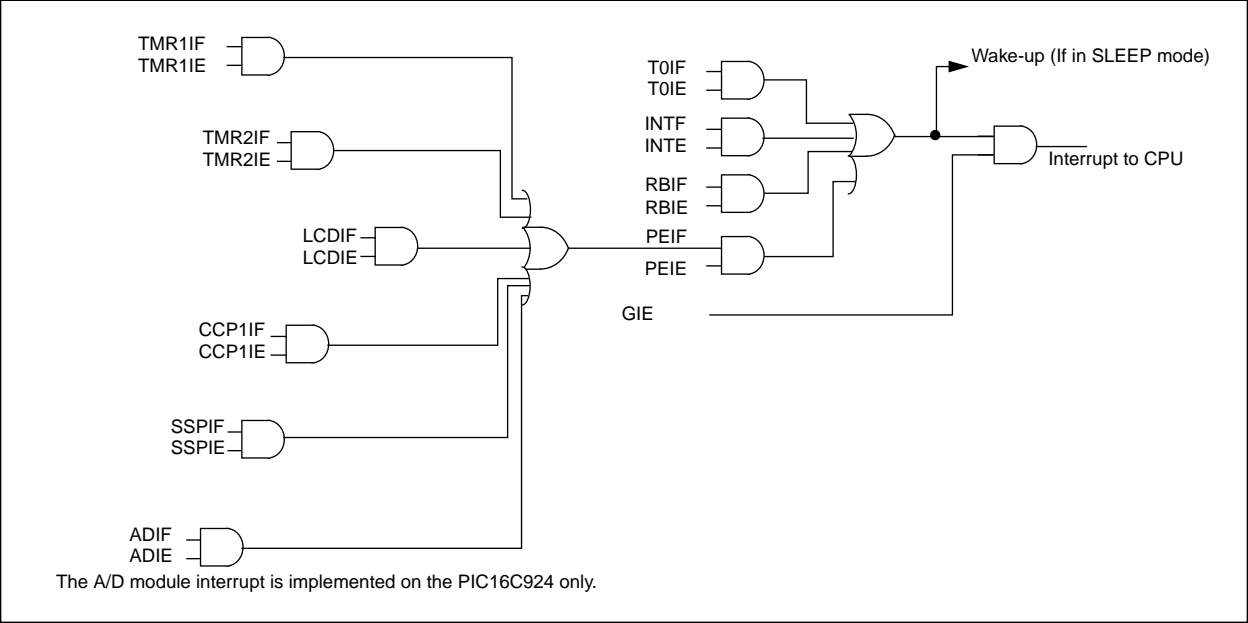 TMR1IF
TMR1IE
TMR2IF
TMR2IE
LCDIF
LCDIE
CCP1IF
CCP1IE
SSPIF
SSPIE
ADIF
ADIE
The A/D module interrupt is implemented on the PIC16C924 only.
T0IF
T0IE
INTF
INTE
RBIF
RBIE
PEIF
PEIE
GIE
Wake-up (If in SLEEP mode)
Interrupt to CPU